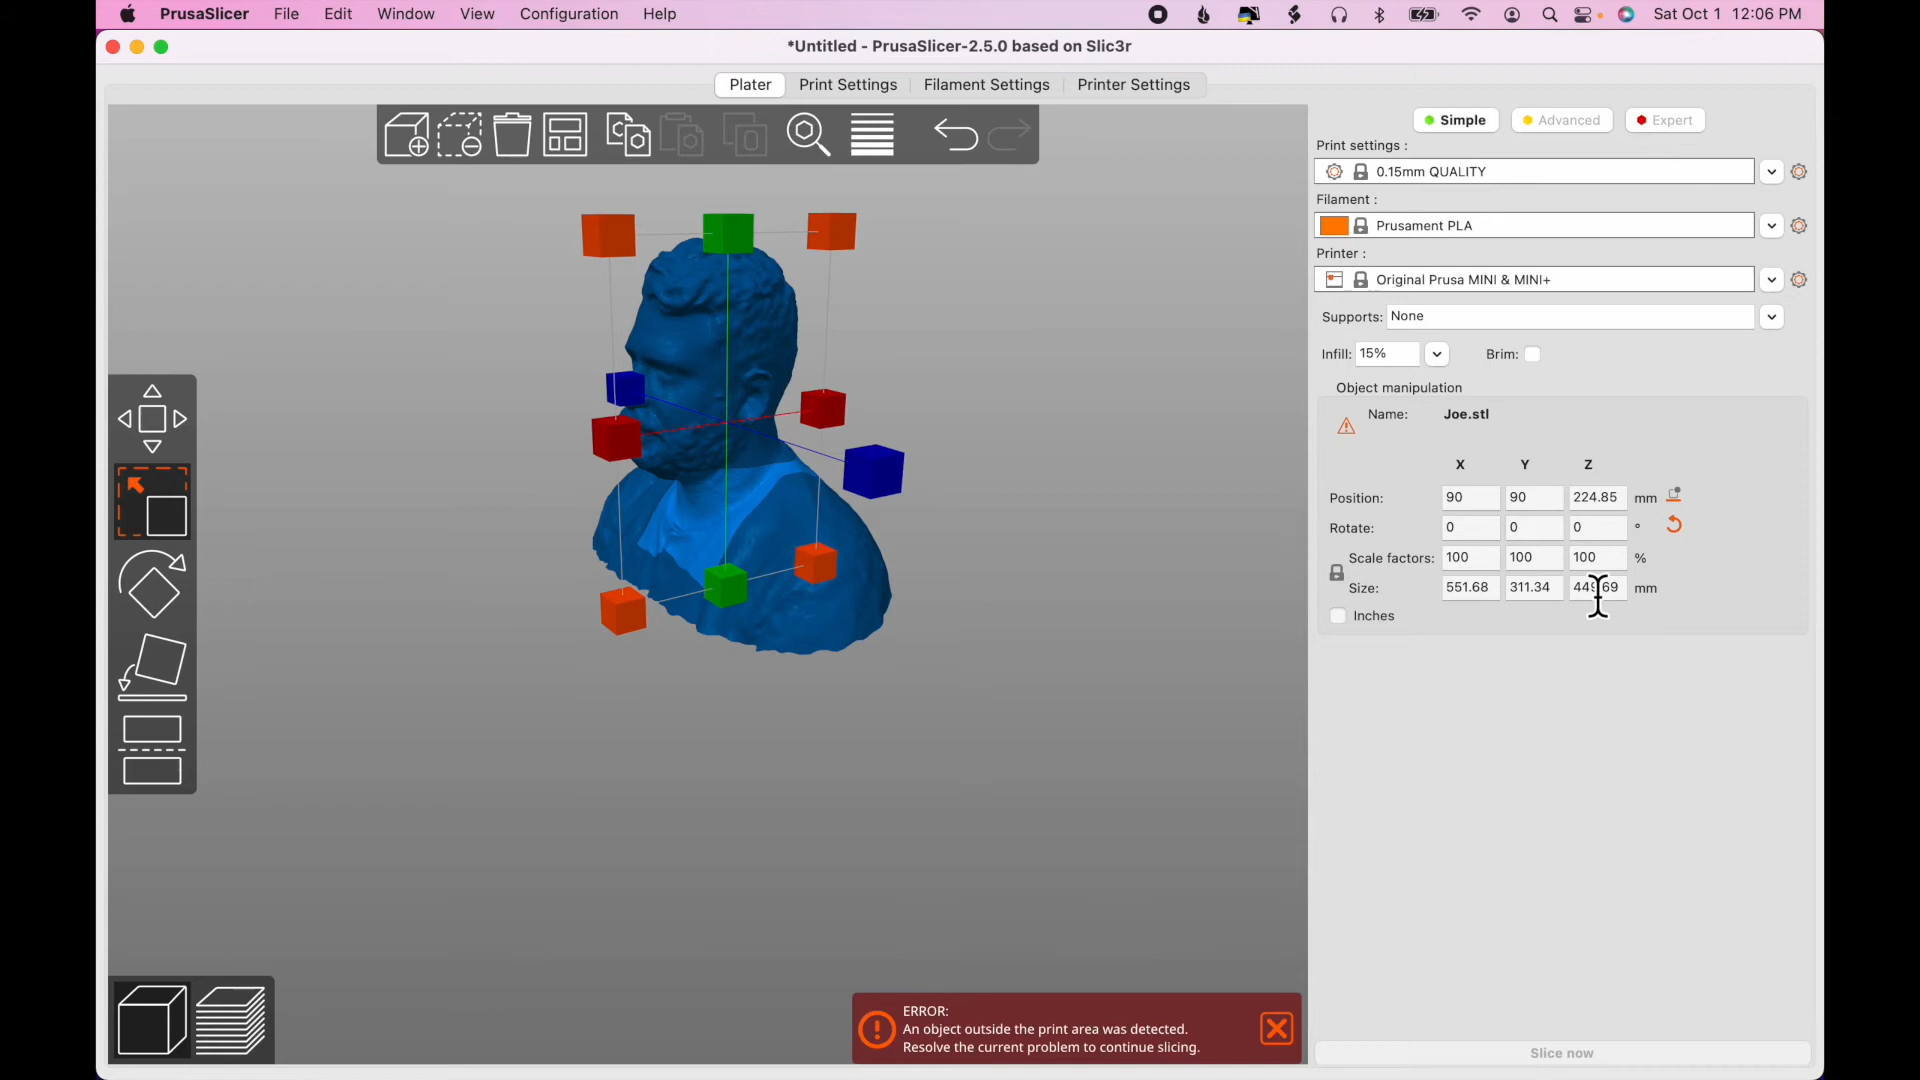 PrusaSlicer File Edit Window View Configuration Help Sat Oct 1 12:06 PM
*Untitled - PrusaSlicer-2.5.0 based on Slic3r
Plater Print Settings Filament Settings Printer Settings
Simple Advanced Expert
Print settings :
0.15mm QUALITY
Filament :
Prusament PLA
Printer :
Original Prusa MINI & MINI+
Supports: None
Infill: 15% Brim:
Object manipulation
Name: Joe.stl
X Y Z
Position: 90 90 224.85 mm
Rotate: 0 0 0 °
Scale factors: 100 100 100 %
Size: 551.68 311.34 mm
Inches
ERROR:
An object outside the print area was detected.
Resolve the current problem to continue slicing.
Slice now